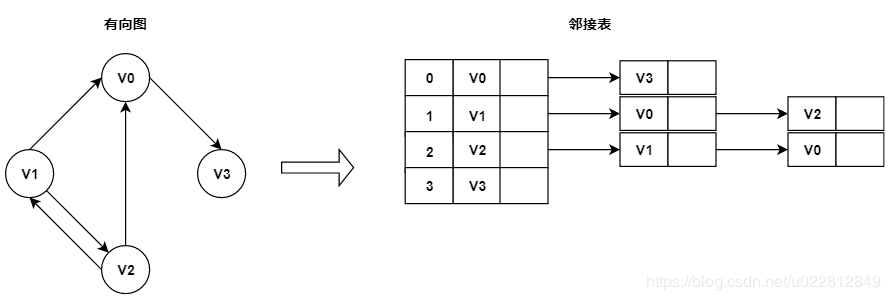 有向图
邻接表
V0
V1
V3
V2
0 V0 V3
1 V1 V0 V2
2 V2 V1 V0
3 V3
https://blog.csdn.net/u022812849